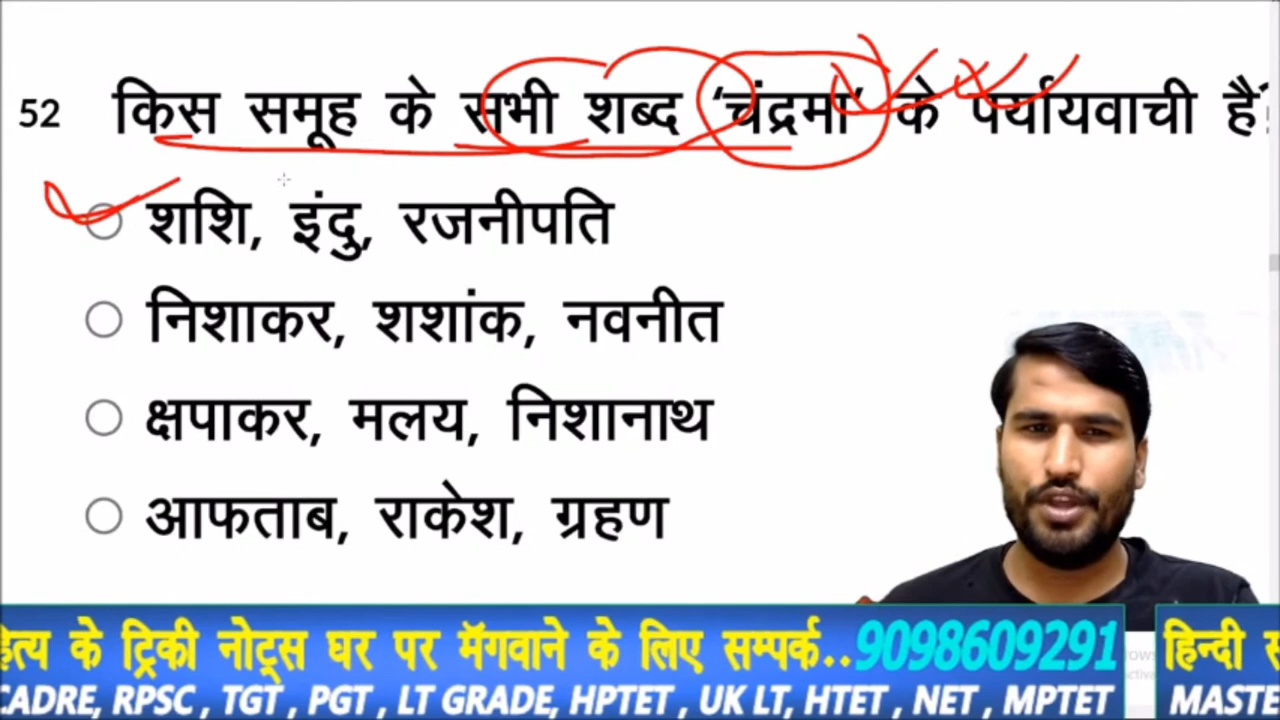 52 किस समूह के सभी शब्द 'चंद्रमा' के पर्यायवाची है?
शशि, इंदु, रजनीपति
निशाकर, शशांक, नवनीत
क्षपाकर, मलय, निशानाथ
आफताब, राकेश, ग्रहण
के ट्रिकी नोट्स घर पर मॅगवाने के लिए सम्पर्क..9098609291 हिन्दी
CADRE, RPSC , TGT , PGT , LT GRADE, HPTET , UK LT, HTET , NET , MPTET MASTE